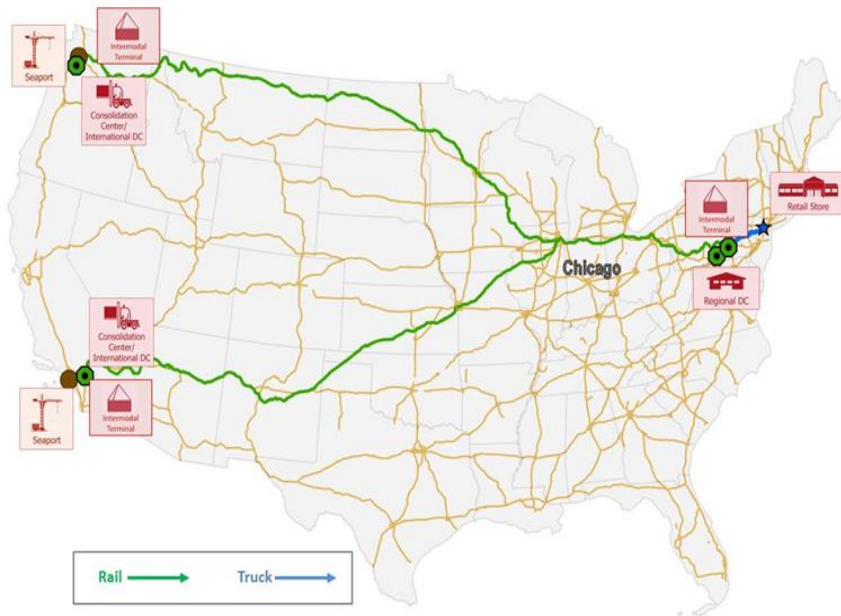 Seaport
Intermodal
Terminal
Consolidation
Center/
International DC
Intermodal
Terminal
Retail Store
Chicago
Regional DC
Consolidation
Center/
International DC
Seaport
Intermodal
Terminal
Rail
Truck